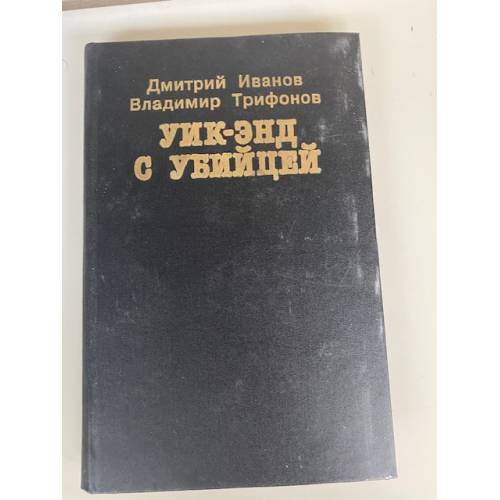 Дмитрий Иванов
Владимир Трифонов
УИК-ЭНД
С УБИЙЦЕЙ